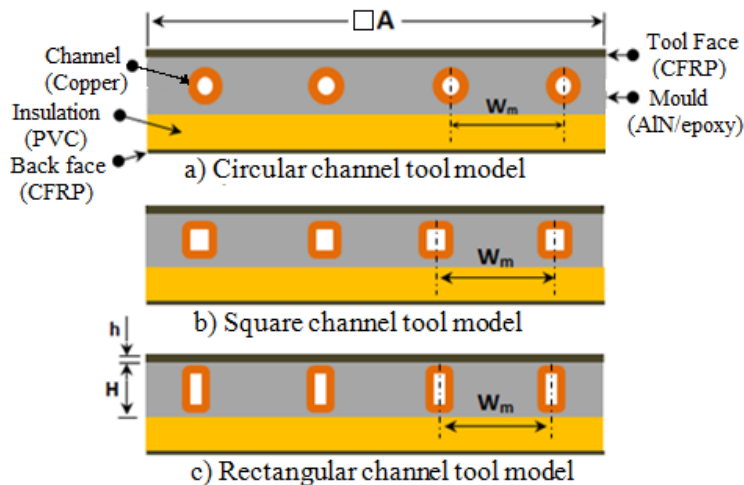 □A
Channel
(Copper)
Tool Face
(CFRP)
Insulation
(PVC)
Wm
Mould
(AlN/epoxy)
Back face
(CFRP)
a) Circular channel tool model
Wm
b) Square channel tool model
h
H
Wm
c) Rectangular channel tool model